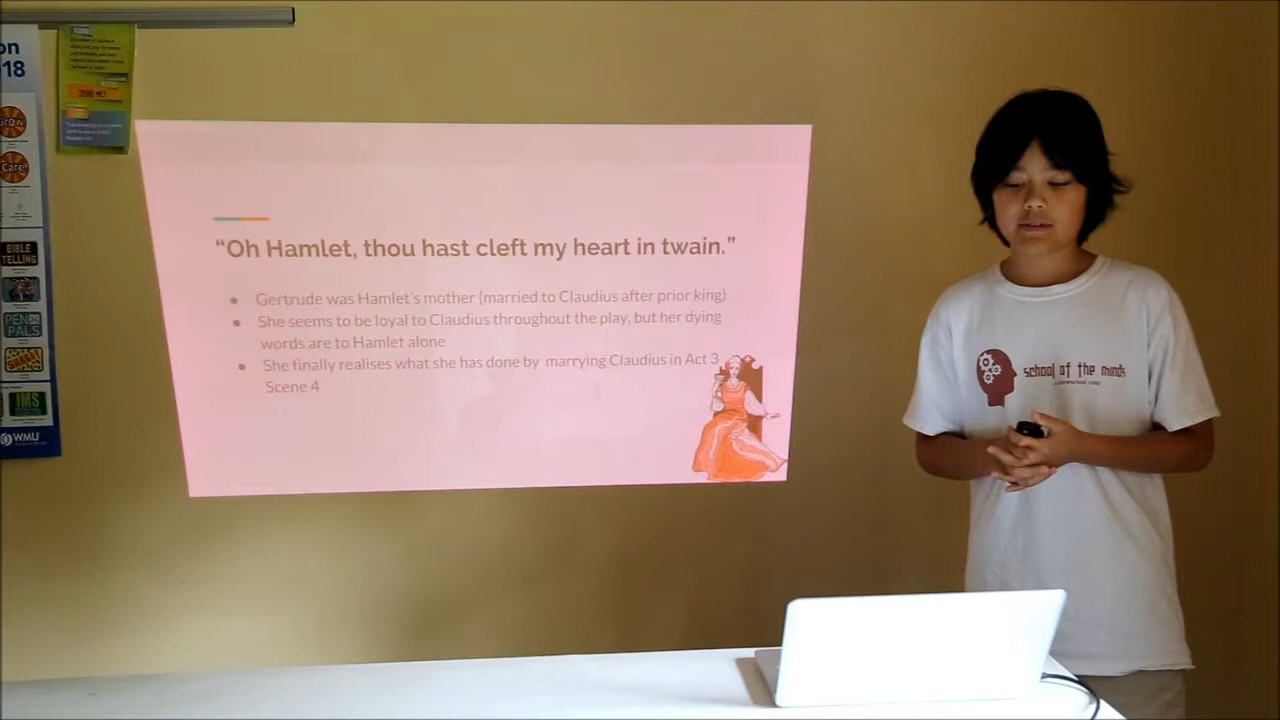 on
18
SEND ME!
Grow
Care
BIBLE
TELLING
PEN
PALS
SHARE
IMS
WMU
“Oh Hamlet, thou hast cleft my heart in twain.”
● Gertrude was Hamlet’s mother (married to Claudius after prior king)
● She seems to be loyal to Claudius throughout the play, but her dying
words are to Hamlet alone
● She finally realises what she has done by marrying Claudius in Act 3
Scene 4
school of the minds